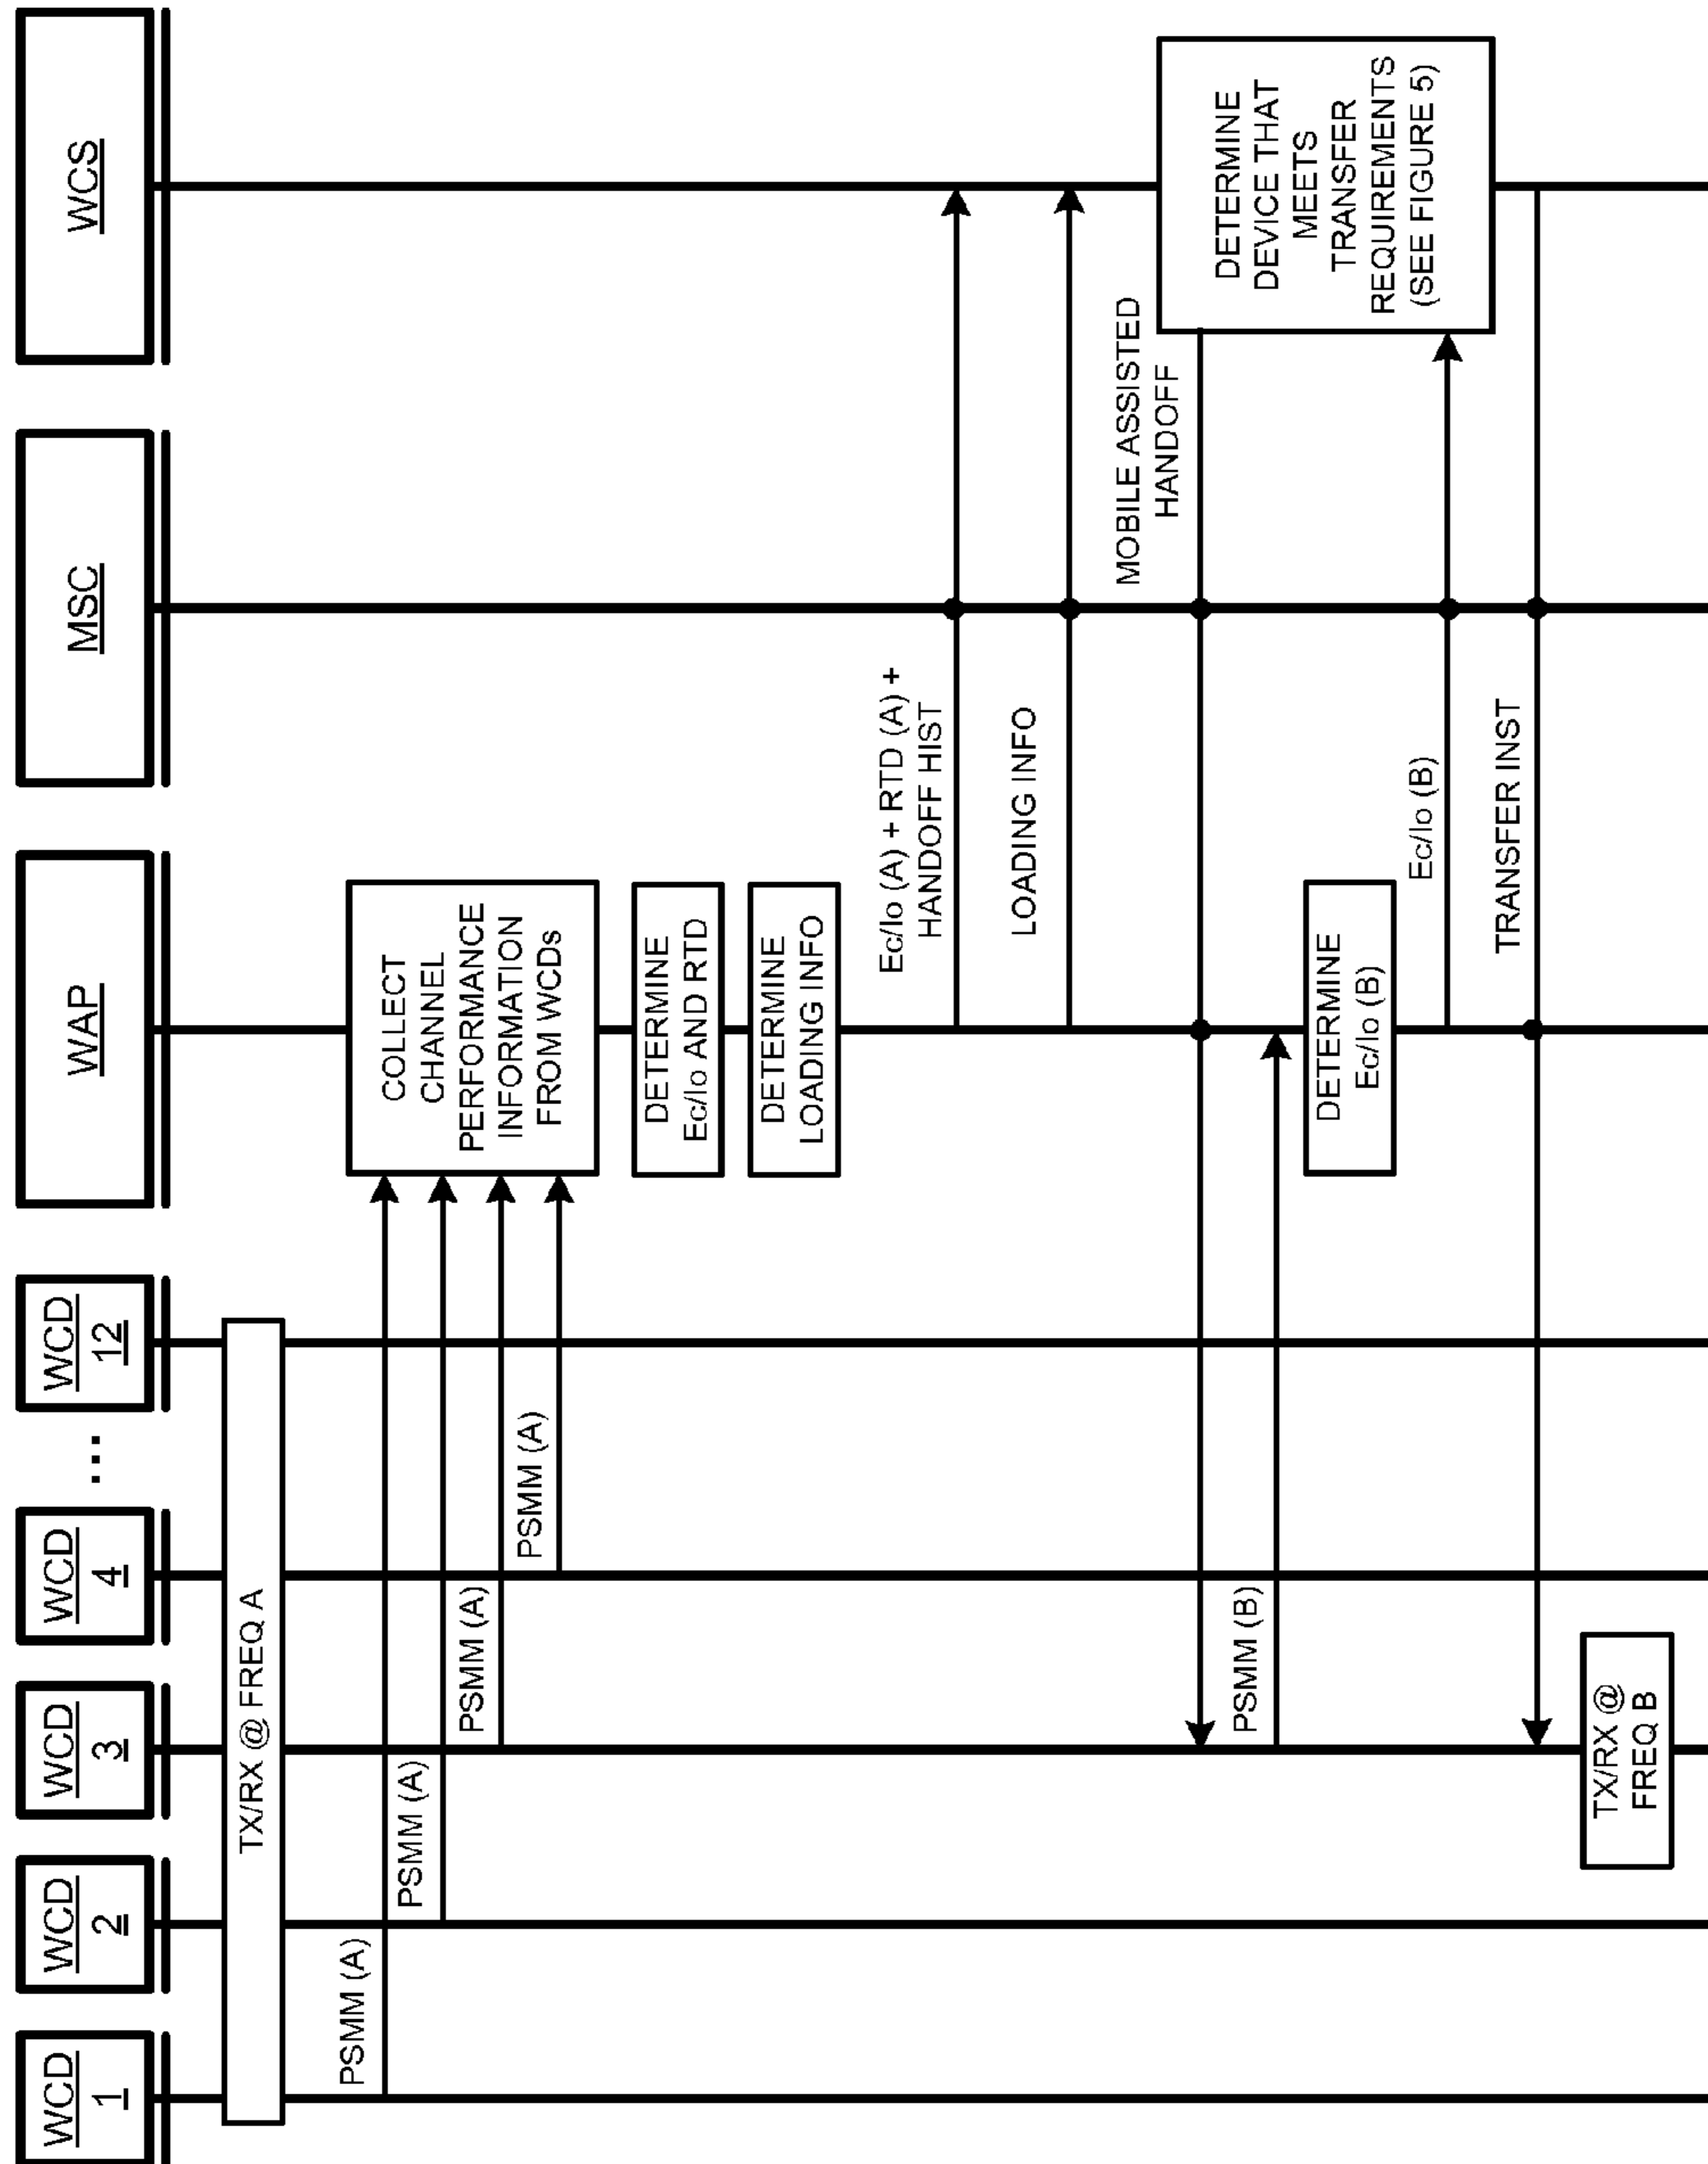 WCD
1
WCD
2
WCD
3
WCD
4
...
WCD
12
WAP
MSC
WCS
TX/RX @ FREQ A
PSMM (A)
PSMM (A)
PSMM (A)
PSMM (A)
COLLECT
CHANNEL
PERFORMANCE
INFORMATION
FROM WCDs
DETERMINE
Ec/Io AND RTD
DETERMINE
LOADING INFO
Ec/Io (A) + RTD (A) +
HANDOFF HIST
LOADING INFO
MOBILE ASSISTED
HANDOFF
DETERMINE
DEVICE THAT
MEETS
TRANSFER
REQUIREMENTS
(SEE FIGURE 5)
PSMM (B)
DETERMINE
Ec/Io (B)
Ec/Io (B)
TRANSFER INST
TX/RX @
FREQ B